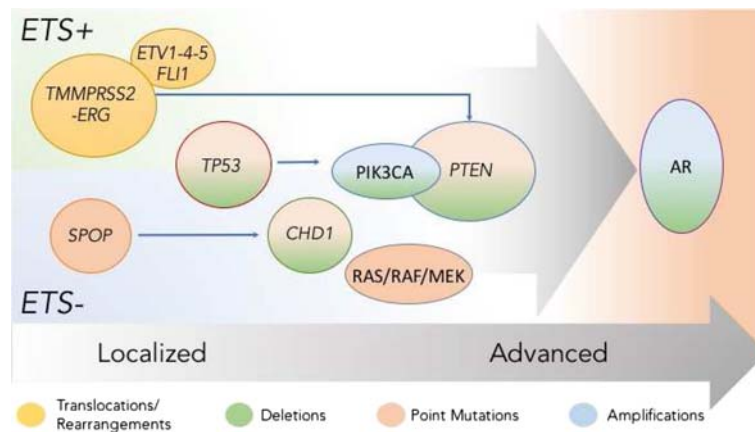 ETS+
ETV1-4-5
FLI1
TMMPRSS2
-ERG
TP53
PIK3CA
PTEN
AR
SPOP
CHD1
RAS/RAF/MEK
ETS-
Localized
Advanced
Translocations/
Rearrangements
Deletions
Point Mutations
Amplifications